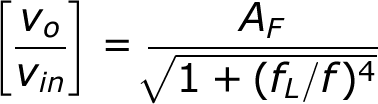 [v_o / v_in] = A_F / √(1 + (f_L/f)^4)